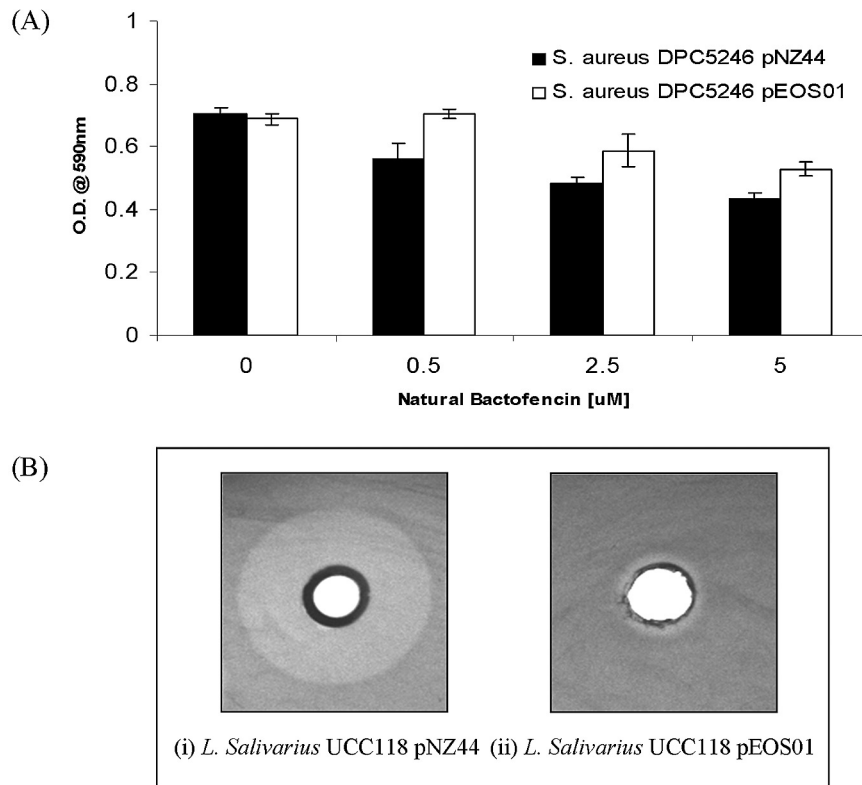 (A)
1
0.8
0.6
0.4
0.2
0
O.D. @ 590nm
S. aureus DPC5246 pNZ44
S. aureus DPC5246 pEOS01
0 0.5 2.5 5
Natural Bactofencin [uM]
(B)
(i) L. Salivarius UCC118 pNZ44 (ii) L. Salivarius UCC118 pEOS01